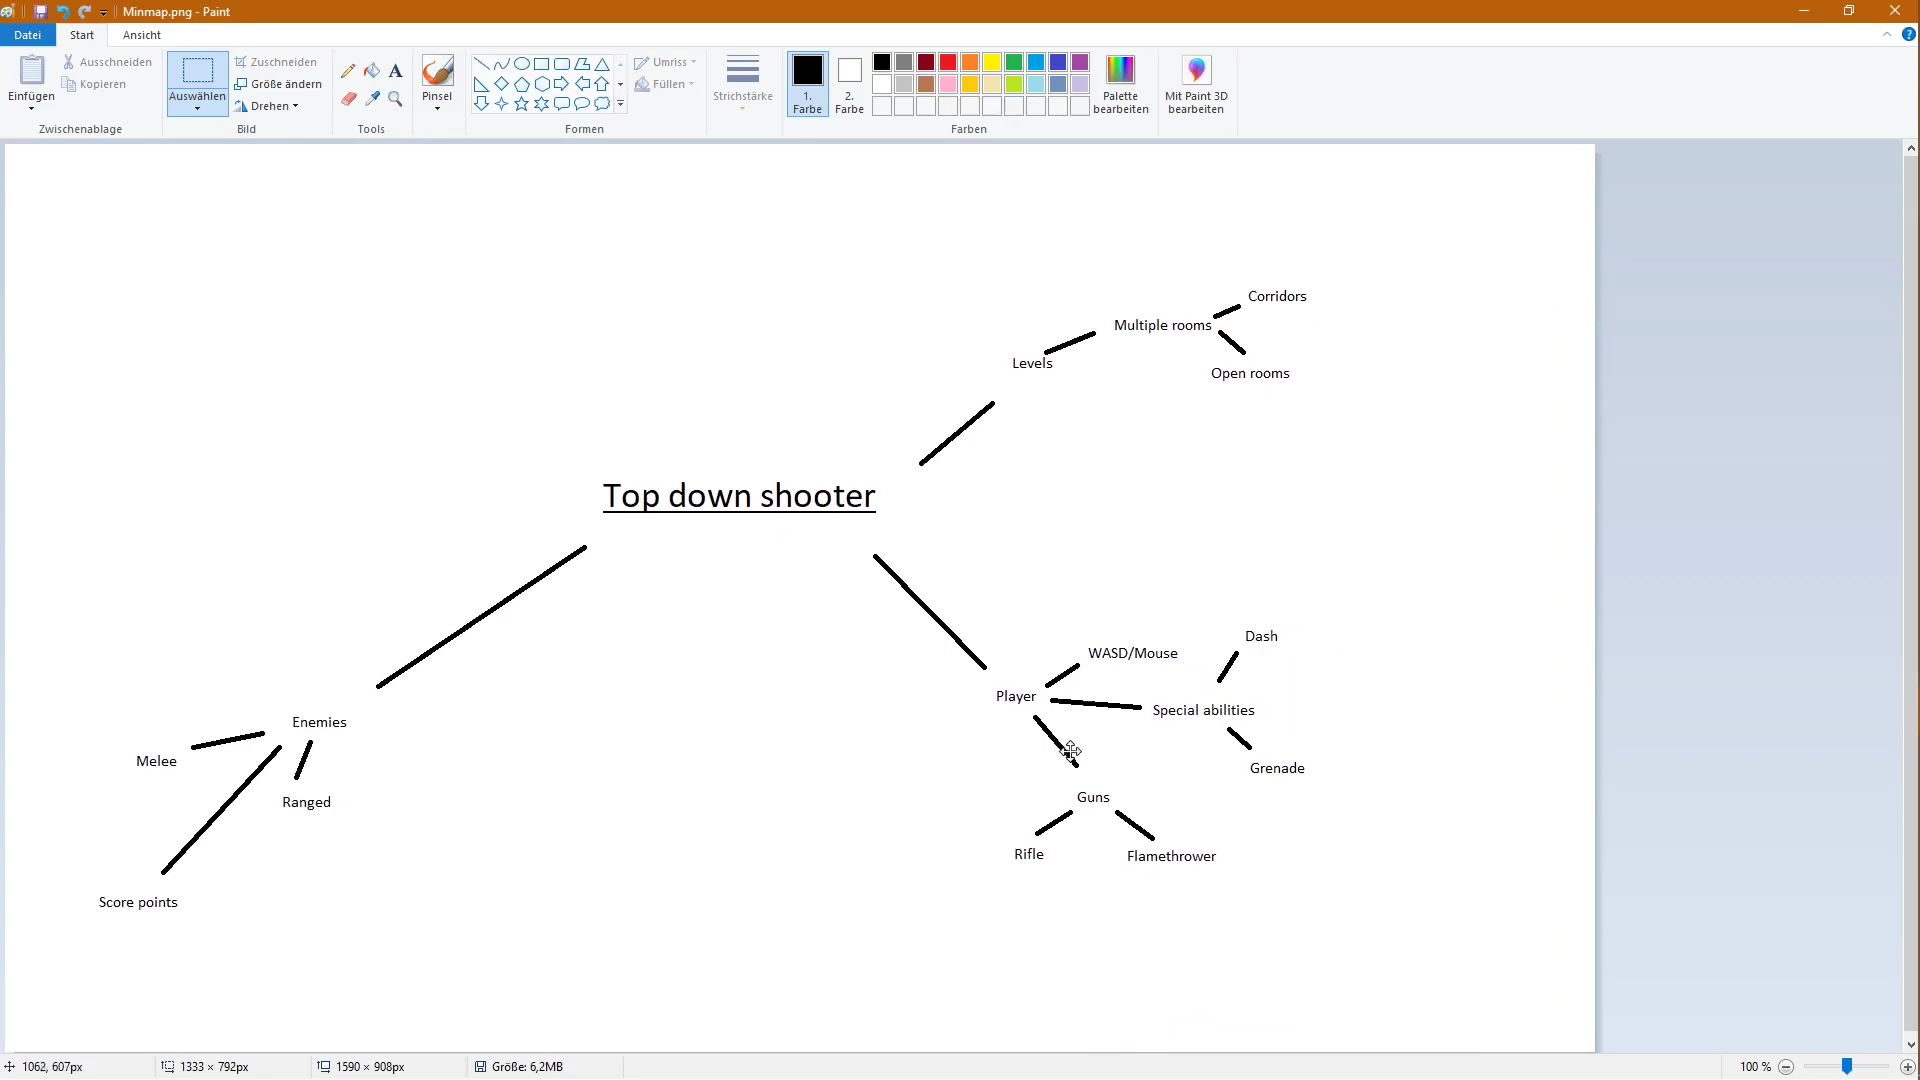 Minmap.png - Paint
Datei
Start
Ansicht
Einfügen
Ausschneiden
Kopieren
Zwischenablage
Auswählen
Zuschneiden
Größe ändern
Drehen
Bild
A
Tools
Pinsel
Formen
Umriss
Füllen
Strichstärke
1.
Farbe
2.
Farbe
Palette
bearbeiten
Farben
Mit Paint 3D
bearbeiten
Corridors
Multiple rooms
Levels
Open rooms
Top down shooter
Dash
WASD/Mouse
Player
Special abilities
Enemies
Melee
Grenade
Guns
Ranged
Rifle
Flamethrower
Score points
1062, 607px
1333 × 792px
1590 × 908px
Größe: 6,2MB
100 %